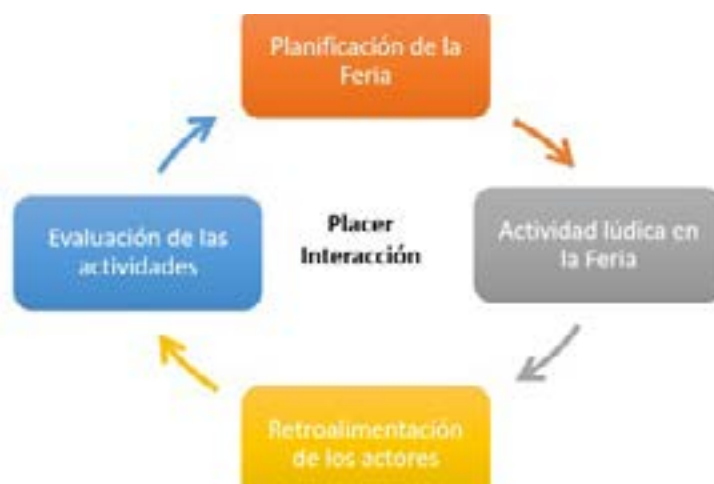 Planificación de la
Feria
Actividad lúdica en
la Feria
Retroalimentación
de los actores
Evaluación de las
actividades
Placer
Interacción